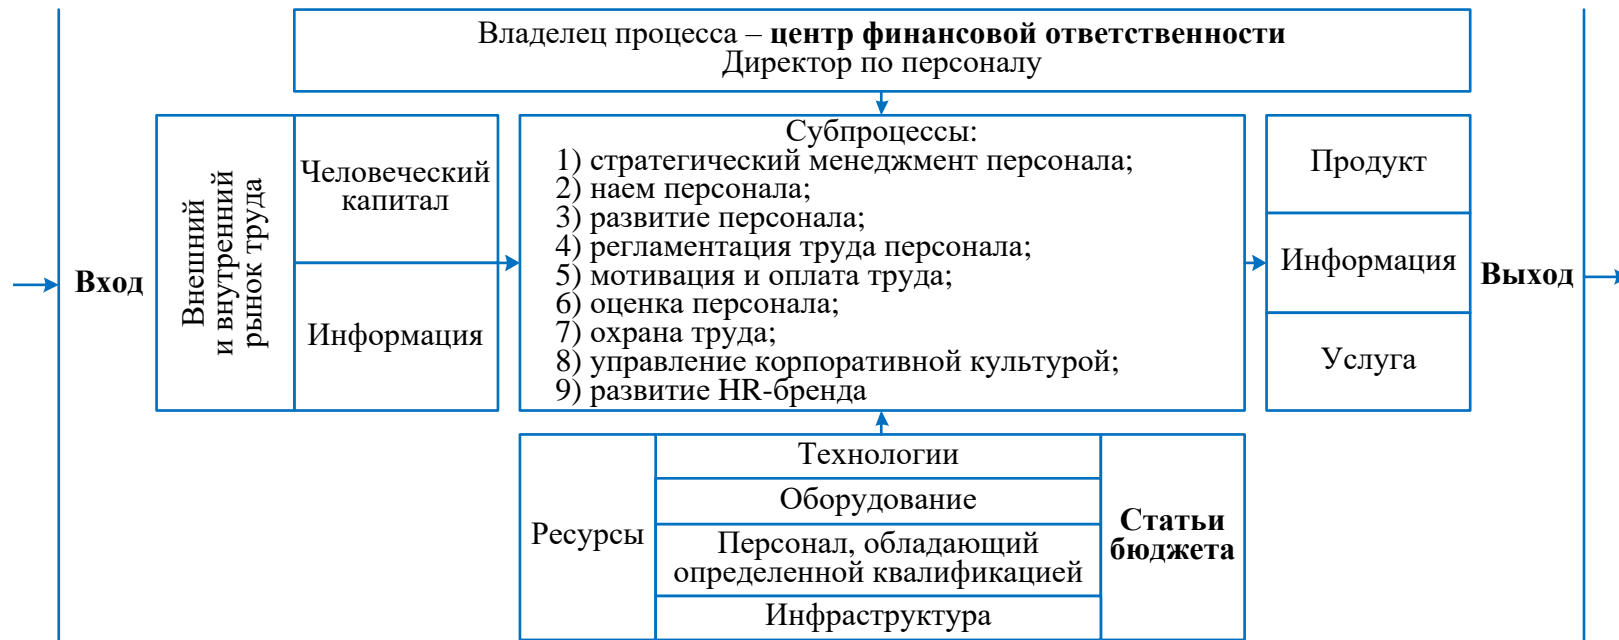 Владелец процесса – центр финансовой ответственности
Директор по персоналу
Вход
Внешний
и внутренний
рынок труда
Человеческий
капитал
Информация
Субпроцессы:
1) стратегический менеджмент персонала;
2) наем персонала;
3) развитие персонала;
4) регламентация труда персонала;
5) мотивация и оплата труда;
6) оценка персонала;
7) охрана труда;
8) управление корпоративной культурой;
9) развитие HR-бренда
Продукт
Информация
Услуга
Выход
Ресурсы
Технологии
Оборудование
Персонал, обладающий
определенной квалификацией
Инфраструктура
Статьи
бюджета